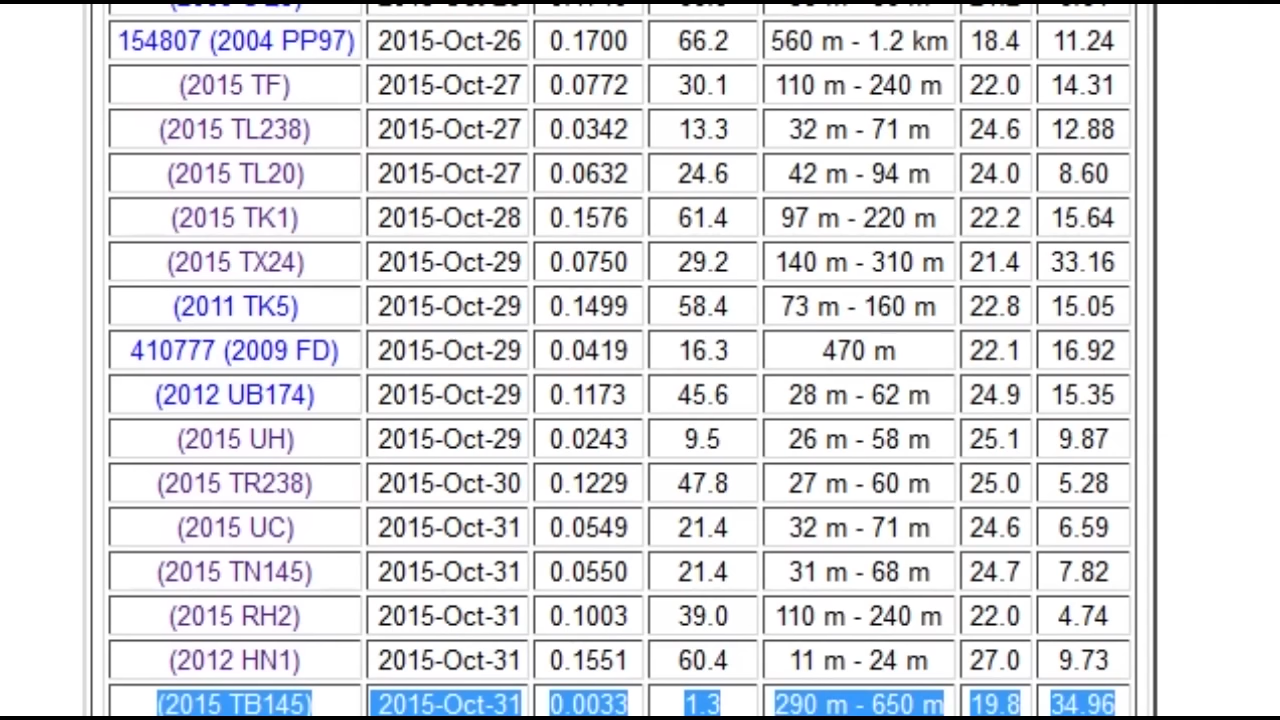 154807 (2004 PP97) 2015-Oct-26 0.1700 66.2 560 m - 1.2 km 18.4 11.24
(2015 TF) 2015-Oct-27 0.0772 30.1 110 m - 240 m 22.0 14.31
(2015 TL238) 2015-Oct-27 0.0342 13.3 32 m - 71 m 24.6 12.88
(2015 TL20) 2015-Oct-27 0.0632 24.6 42 m - 94 m 24.0 8.60
(2015 TK1) 2015-Oct-28 0.1576 61.4 97 m - 220 m 22.2 15.64
(2015 TX24) 2015-Oct-29 0.0750 29.2 140 m - 310 m 21.4 33.16
(2011 TK5) 2015-Oct-29 0.1499 58.4 73 m - 160 m 22.8 15.05
410777 (2009 FD) 2015-Oct-29 0.0419 16.3 470 m 22.1 16.92
(2012 UB174) 2015-Oct-29 0.1173 45.6 28 m - 62 m 24.9 15.35
(2015 UH) 2015-Oct-29 0.0243 9.5 26 m - 58 m 25.1 9.87
(2015 TR238) 2015-Oct-30 0.1229 47.8 27 m - 60 m 25.0 5.28
(2015 UC) 2015-Oct-31 0.0549 21.4 32 m - 71 m 24.6 6.59
(2015 TN145) 2015-Oct-31 0.0550 21.4 31 m - 68 m 24.7 7.82
(2015 RH2) 2015-Oct-31 0.1003 39.0 110 m - 240 m 22.0 4.74
(2012 HN1) 2015-Oct-31 0.1551 60.4 11 m - 24 m 27.0 9.73
(2015 TB145) 2015-Oct-31 0.0033 1.3 290 m - 650 m 19.8 34.96